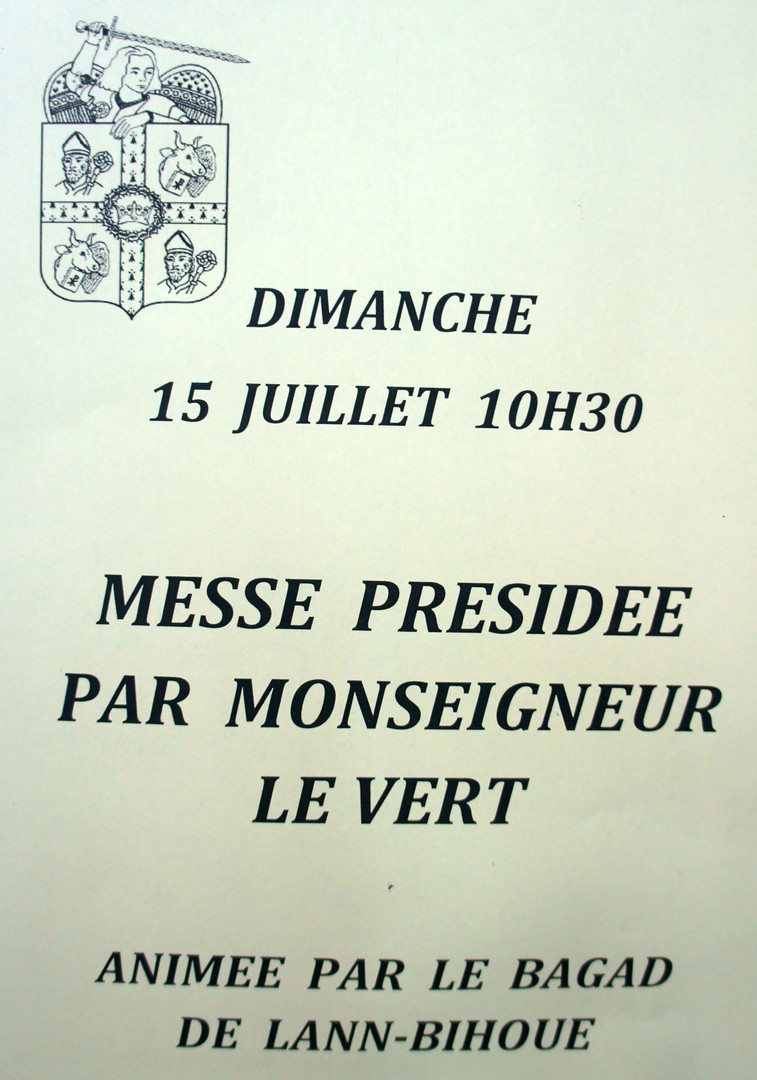 DIMANCHE
15 JUILLET 10H30
MESSE PRESIDEE
PAR MONSEIGNEUR
LE VERT
ANIMEE PAR LE BAGAD
DE LANN-BIHOUE